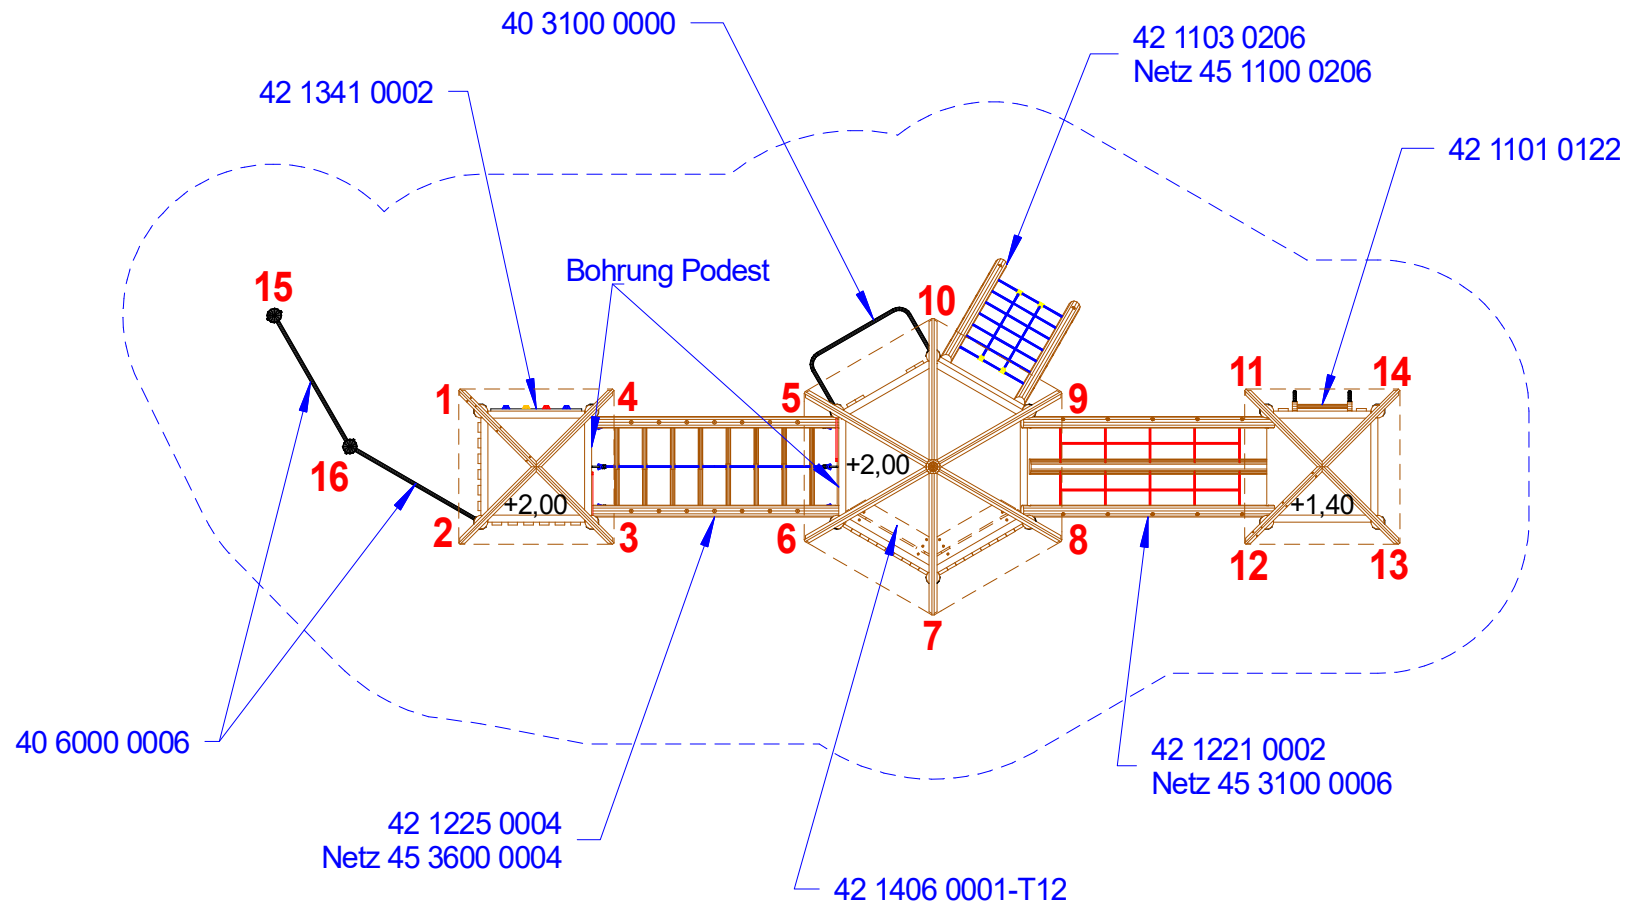 40 3100 0000
42 1103 0206
Netz 45 1100 0206
42 1341 0002
42 1101 0122
Bohrung Podest
15
10
1
4
5
9
11
14
+2,00
16
+2,00
+1,40
2
3
6
8
12
13
7
40 6000 0006
42 1221 0002
Netz 45 3100 0006
42 1225 0004
Netz 45 3600 0004
42 1406 0001-T12